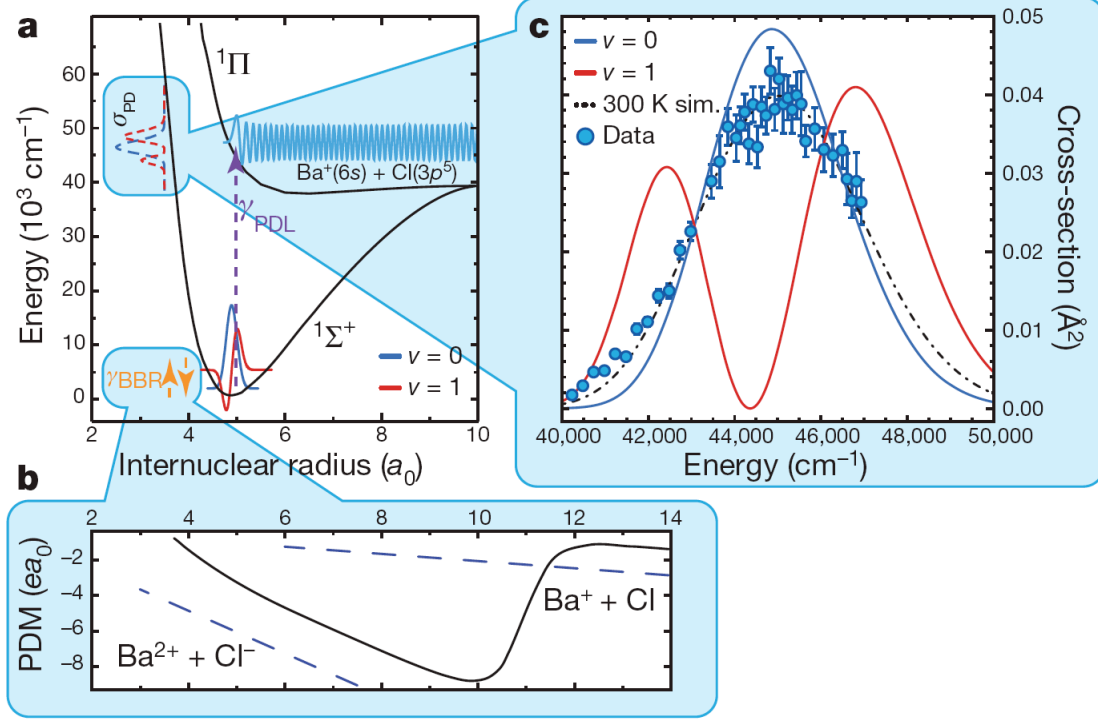 a
Energy (10³ cm⁻¹)
60
50
40
30
20
10
0
σPD
¹Π
Ba⁺(6s) + Cl(3p⁵)
γPDL
¹Σ⁺
γBBR
v = 0
v = 1
2 4 6 8 10
Internuclear radius (a₀)
b
2 4 6 8 10 12 14
PDM (ea₀)
−2
−4
−6
−8
Ba²⁺ + Cl⁻
Ba⁺ + Cl
c
v = 0
v = 1
300 K sim.
Data
0.05
0.04
0.03
0.02
0.01
0.00
Cross-section (Å²)
40,000 42,000 44,000 46,000 48,000 50,000
Energy (cm⁻¹)